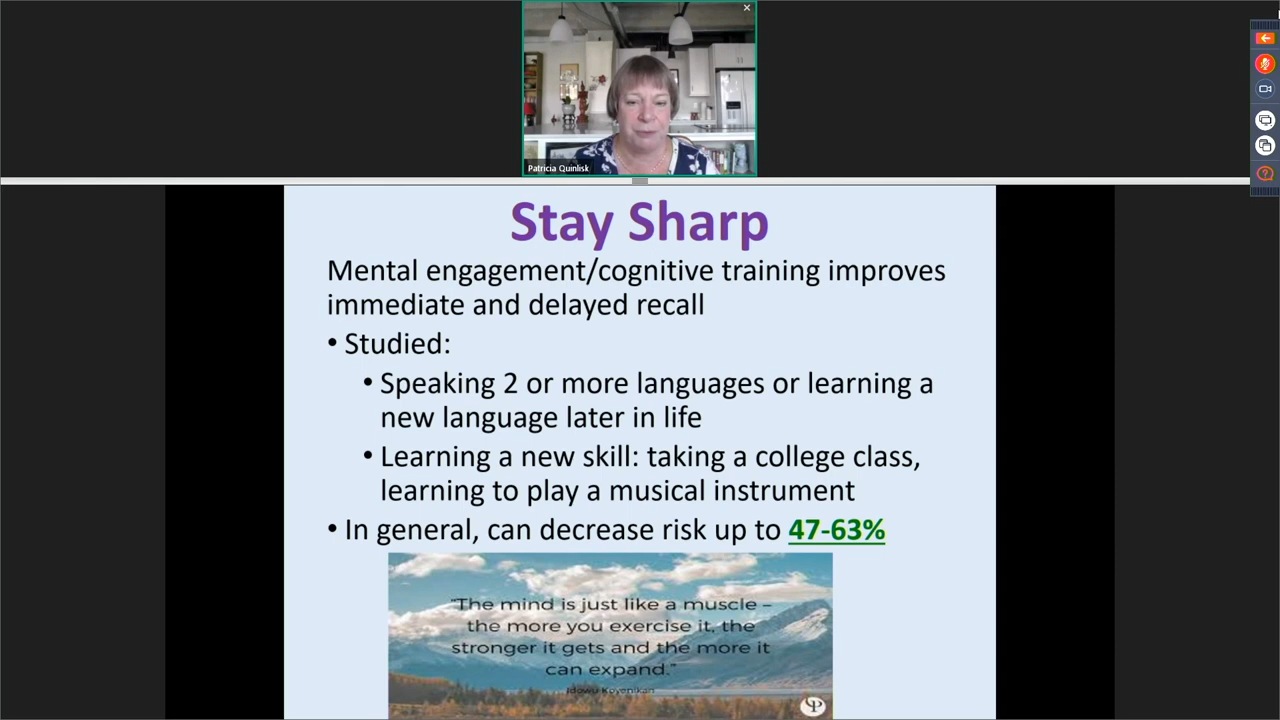 Patricia Quinlisk
Stay Sharp
Mental engagement/cognitive training improves
immediate and delayed recall
• Studied:
• Speaking 2 or more languages or learning a
new language later in life
• Learning a new skill: taking a college class,
learning to play a musical instrument
• In general, can decrease risk up to 47-63%
"The mind is just like a muscle –
the more you exercise it, the
stronger it gets and the more it
can expand."
Idowu Koyenikan
SP